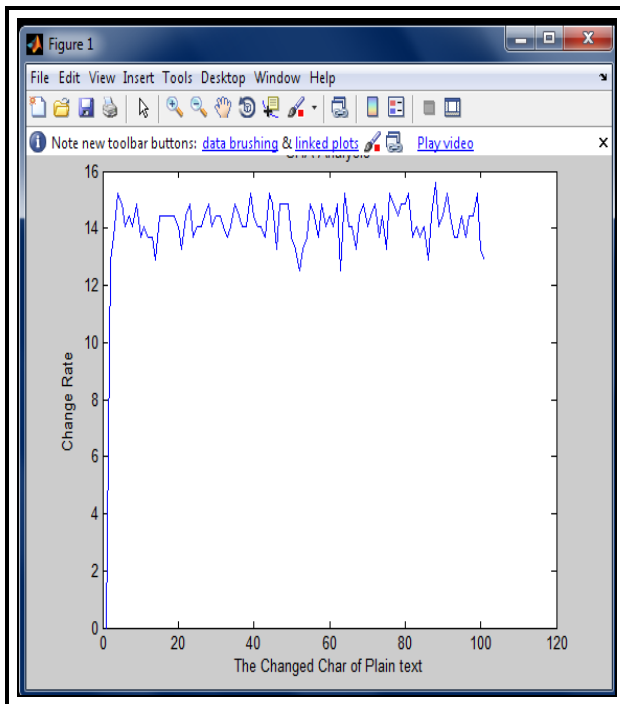 Figure 1
File Edit View Insert Tools Desktop Window Help
Note new toolbar buttons: data brushing & linked plots Play video
Analysis
16
14
12
10
8
6
4
2
0
Change Rate
0 20 40 60 80 100 120
The Changed Char of Plain text